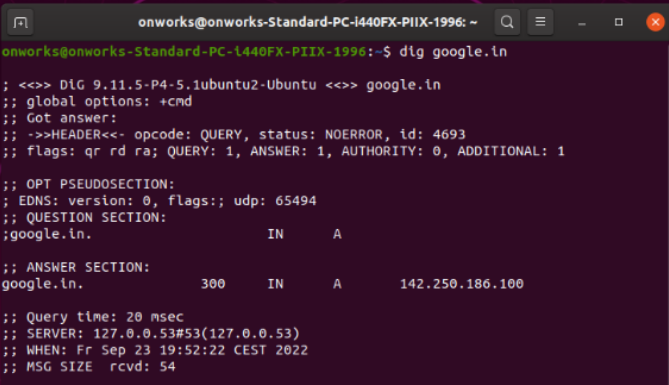 onworks@onworks-Standard-PC-i440FX-PIIX-1996: ~
onworks@onworks-Standard-PC-i440FX-PIIX-1996:~$ dig google.in
; <<>> DiG 9.11.5-P4-5.1ubuntu2-Ubuntu <<>> google.in
;; global options: +cmd
;; Got answer:
;; ->>HEADER<<- opcode: QUERY, status: NOERROR, id: 4693
;; flags: qr rd ra; QUERY: 1, ANSWER: 1, AUTHORITY: 0, ADDITIONAL: 1
;; OPT PSEUDOSECTION:
; EDNS: version: 0, flags:; udp: 65494
;; QUESTION SECTION:
;google.in. IN A
;; ANSWER SECTION:
google.in. 300 IN A 142.250.186.100
;; Query time: 20 msec
;; SERVER: 127.0.0.53#53(127.0.0.53)
;; WHEN: Fr Sep 23 19:52:22 CEST 2022
;; MSG SIZE rcvd: 54